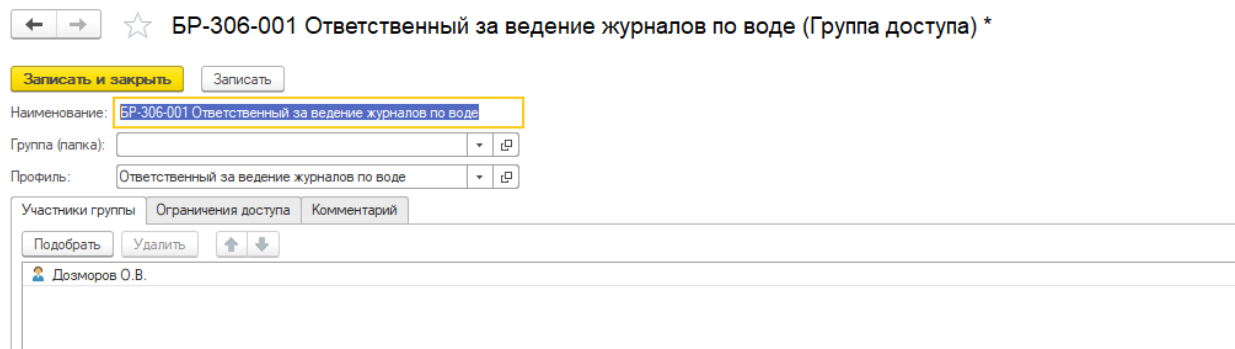 БР-306-001 Ответственный за ведение журналов по воде (Группа доступа) *
Записать и закрыть Записать
Наименование: БР-306-001 Ответственный за ведение журналов по воде
Группа (папка):
Профиль: Ответственный за ведение журналов по воде
Участники группы Ограничения доступа Комментарий
Подобрать Удалить
Дозморов О.В.